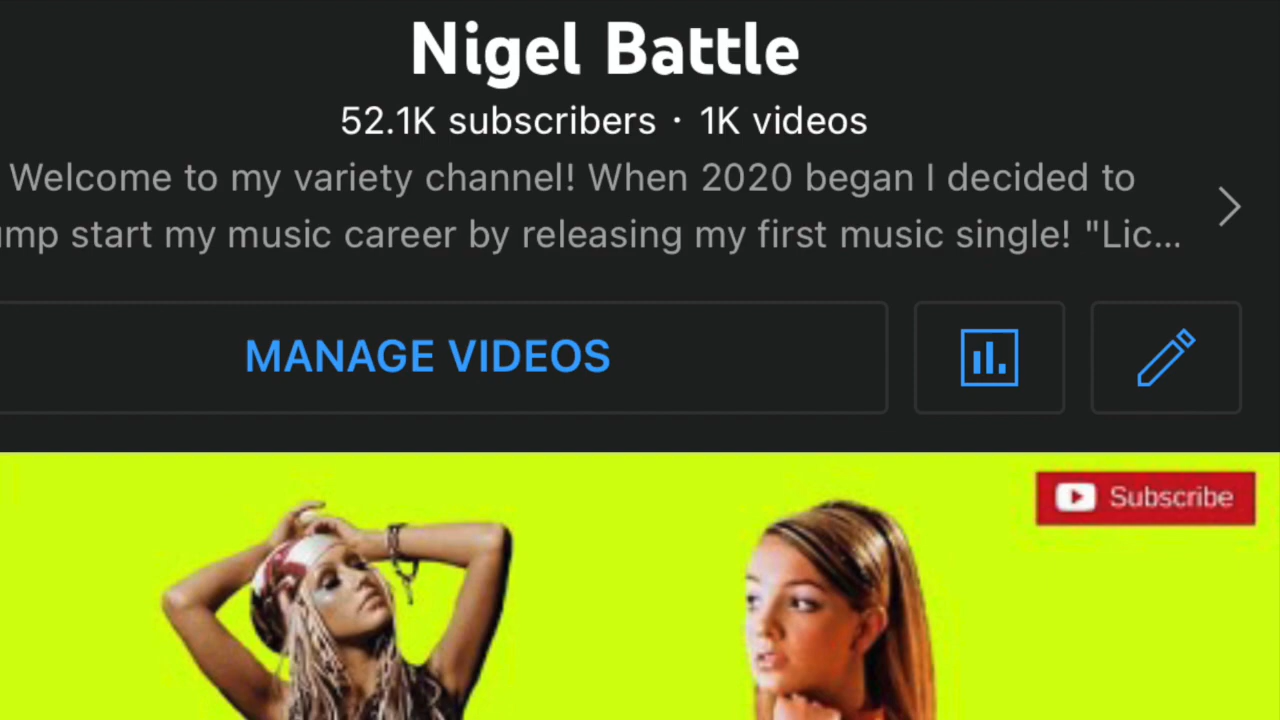 Nigel Battle
52.1K subscribers · 1K videos
Welcome to my variety channel! When 2020 began I decided to
ump start my music career by releasing my first music single! "Lic...
MANAGE VIDEOS
Subscribe